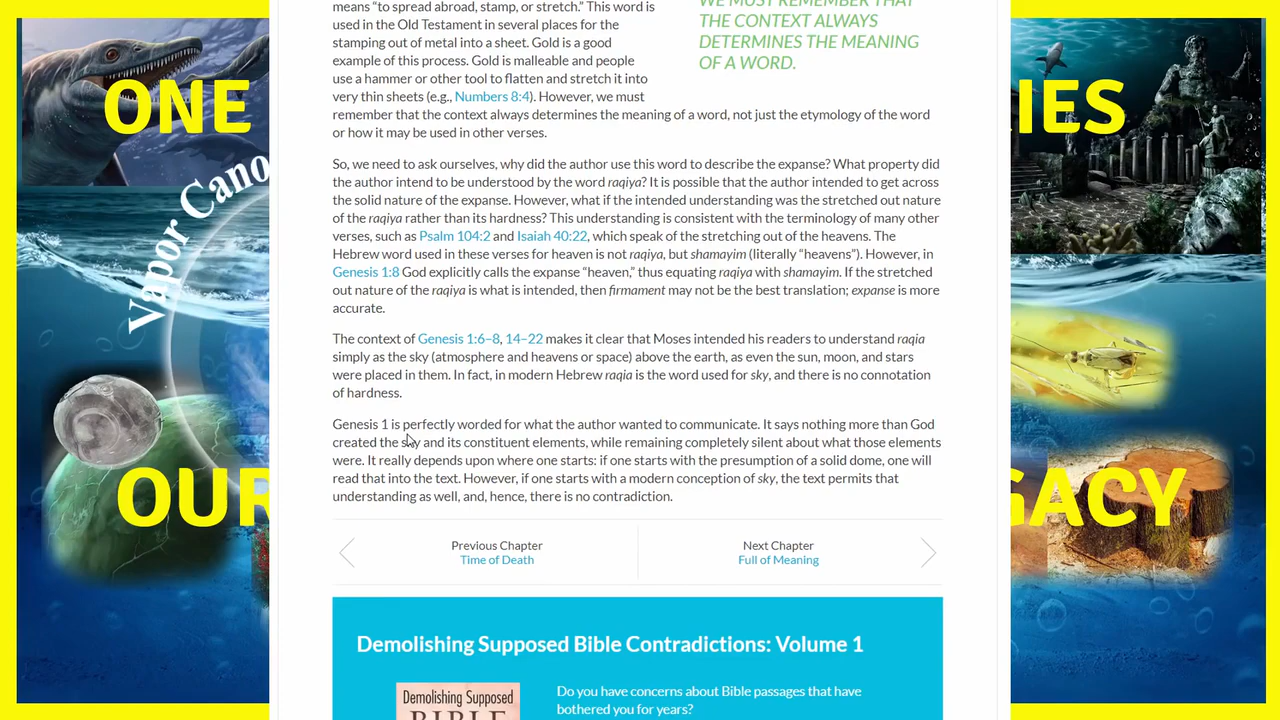 ONE
IES
Vapor Cano
OUR
GACY
means “to spread abroad, stamp, or stretch.” This word is
used in the Old Testament in several places for the
stamping out of metal into a sheet. Gold is a good
example of this process. Gold is malleable and people
use a hammer or other tool to flatten and stretch it into
very thin sheets (e.g., Numbers 8:4). However, we must
remember that the context always determines the meaning of a word, not just the etymology of the word
or how it may be used in other verses.
WE MUST REMEMBER THAT
THE CONTEXT ALWAYS
DETERMINES THE MEANING
OF A WORD.
So, we need to ask ourselves, why did the author use this word to describe the expanse? What property did
the author intend to be understood by the word raqiya? It is possible that the author intended to get across
the solid nature of the expanse. However, what if the intended understanding was the stretched out nature
of the raqiya rather than its hardness? This understanding is consistent with the terminology of many other
verses, such as Psalm 104:2 and Isaiah 40:22, which speak of the stretching out of the heavens. The
Hebrew word used in these verses for heaven is not raqiya, but shamayim (literally “heavens”). However, in
Genesis 1:8 God explicitly calls the expanse “heaven,” thus equating raqiya with shamayim. If the stretched
out nature of the raqiya is what is intended, then firmament may not be the best translation; expanse is more
accurate.
The context of Genesis 1:6–8, 14–22 makes it clear that Moses intended his readers to understand raqia
simply as the sky (atmosphere and heavens or space) above the earth, as even the sun, moon, and stars
were placed in them. In fact, in modern Hebrew raqia is the word used for sky, and there is no connotation
of hardness.
Genesis 1 is perfectly worded for what the author wanted to communicate. It says nothing more than God
created the sky and its constituent elements, while remaining completely silent about what those elements
were. It really depends upon where one starts: if one starts with the presumption of a solid dome, one will
read that into the text. However, if one starts with a modern conception of sky, the text permits that
understanding as well, and, hence, there is no contradiction.
Previous Chapter
Time of Death
Next Chapter
Full of Meaning
Demolishing Supposed Bible Contradictions: Volume 1
Demolishing Supposed
BIBLE
Do you have concerns about Bible passages that have
bothered you for years?